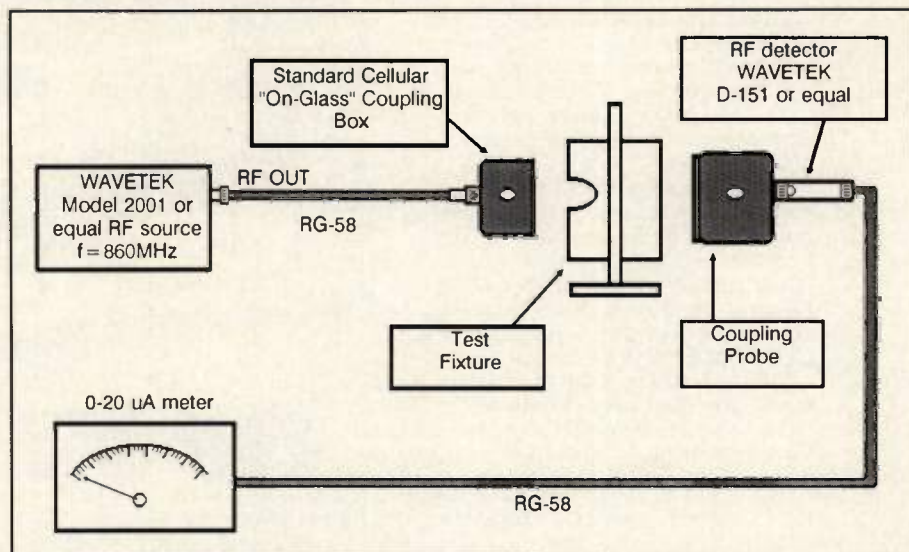 Standard Cellular
"On-Glass" Coupling
Box
RF detector
WAVETEK
D-151 or equal
WAVETEK
Model 2001 or
equal RF source
f = 860MHz
RF OUT
RG-58
Test
Fixture
Coupling
Probe
0-20 uA meter
RG-58